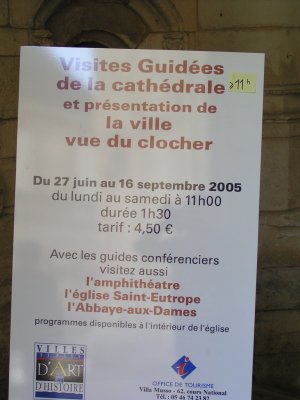 Visites Guidées
de la cathédrale
à 11h
et présentation de
la ville
vue du clocher
Du 27 juin au 16 septembre 2005
du lundi au samedi à 11h00
durée 1h30
tarif : 4,50 €
Avec les guides conférenciers
visitez aussi
l'amphithéatre
l'église Saint-Eutrope
l'Abbaye-aux-Dames
programmes disponibles à l'intérieur de l'église
VILLES
D'ART
ET
D'HISTOIRE
i
OFFICE DE TOURISME
Villa Musso - 62, cours National
Tél. : 05 46 74 23 82